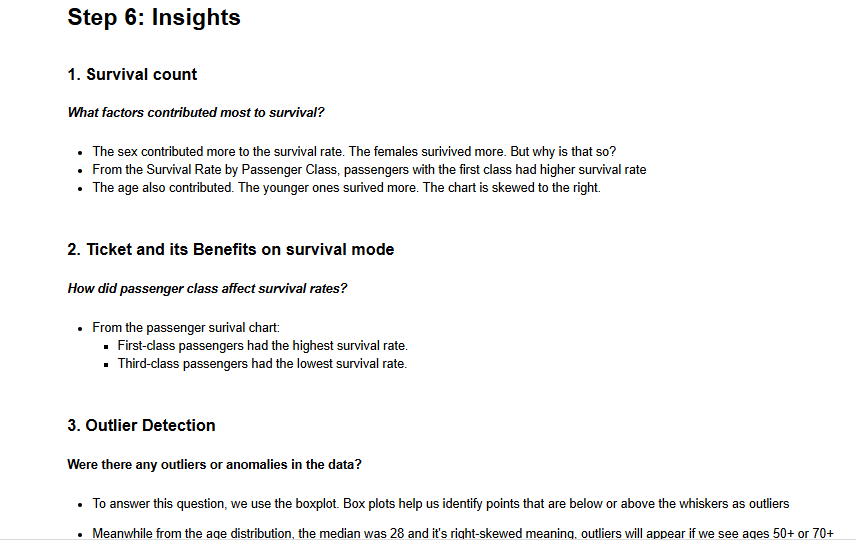 Step 6: Insights
1. Survival count
What factors contributed most to survival?
• The sex contributed more to the survival rate. The females surivived more. But why is that so?
• From the Survival Rate by Passenger Class, passengers with the first class had higher survival rate
• The age also contributed. The younger ones surived more. The chart is skewed to the right.
2. Ticket and its Benefits on survival mode
How did passenger class affect survival rates?
• From the passenger surival chart:
▪ First-class passengers had the highest survival rate.
▪ Third-class passengers had the lowest survival rate.
3. Outlier Detection
Were there any outliers or anomalies in the data?
• To answer this question, we use the boxplot. Box plots help us identify points that are below or above the whiskers as outliers
• Meanwhile from the age distribution, the median was 28 and it's right-skewed meaning, outliers will appear if we see ages 50+ or 70+